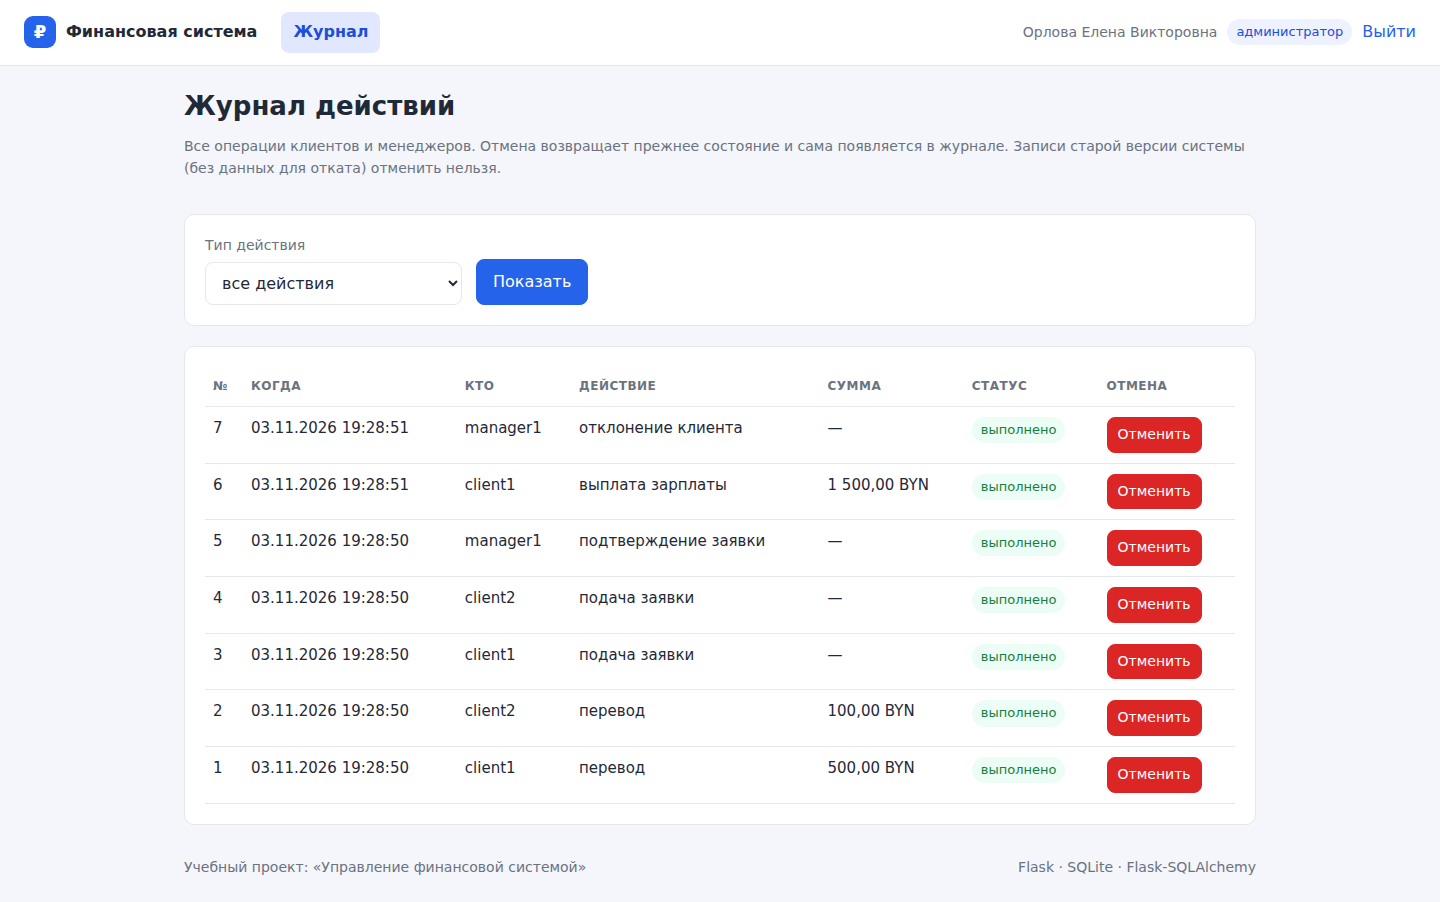 ₽ Финансовая система Журнал Орлова Елена Викторовна администратор Выйти
Журнал действий
Все операции клиентов и менеджеров. Отмена возвращает прежнее состояние и сама появляется в журнале. Записи старой версии системы
(без данных для отката) отменить нельзя.
Тип действия
все действия Показать
№ КОГДА КТО ДЕЙСТВИЕ СУММА СТАТУС ОТМЕНА
7 03.11.2026 19:28:51 manager1 отклонение клиента — выполнено Отменить
6 03.11.2026 19:28:51 client1 выплата зарплаты 1 500,00 BYN выполнено Отменить
5 03.11.2026 19:28:50 manager1 подтверждение заявки — выполнено Отменить
4 03.11.2026 19:28:50 client2 подача заявки — выполнено Отменить
3 03.11.2026 19:28:50 client1 подача заявки — выполнено Отменить
2 03.11.2026 19:28:50 client2 перевод 100,00 BYN выполнено Отменить
1 03.11.2026 19:28:50 client1 перевод 500,00 BYN выполнено Отменить
Учебный проект: «Управление финансовой системой» Flask · SQLite · Flask-SQLAlchemy